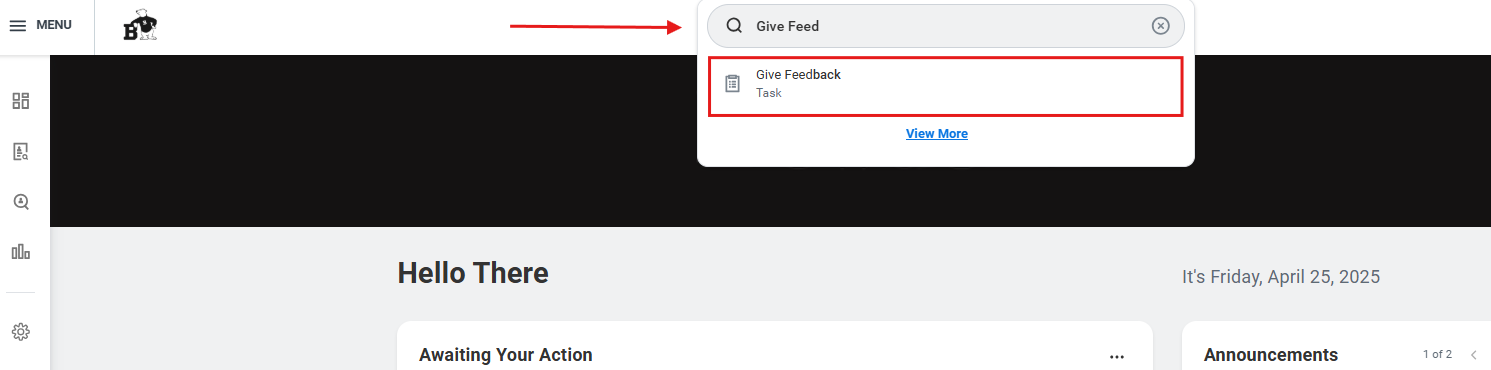 MENU
B
Give Feed
Give Feedback
Task
View More
Hello There
It's Friday, April 25, 2025
Awaiting Your Action
Announcements
1 of 2